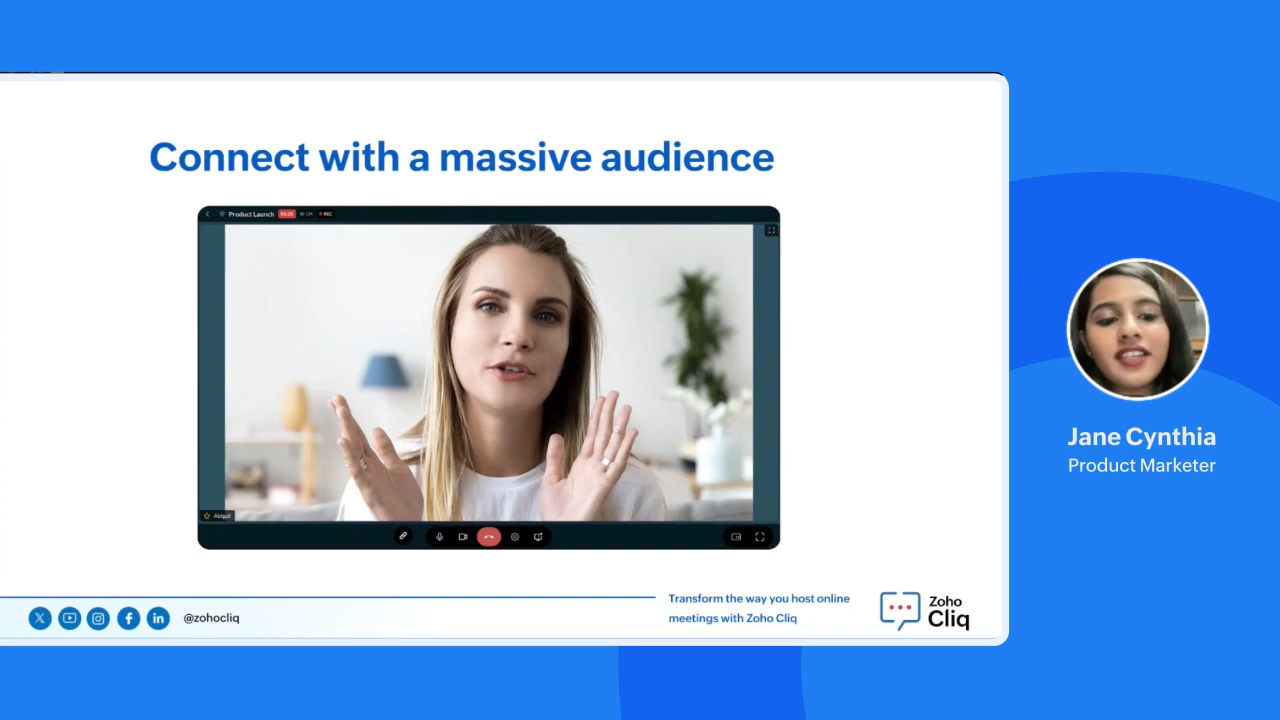 Connect with a massive audience
Product Launch
REC
Abigail
Jane Cynthia
Product Marketer
@zohocliq
Transform the way you host online
meetings with Zoho Cliq
Zoho
Cliq